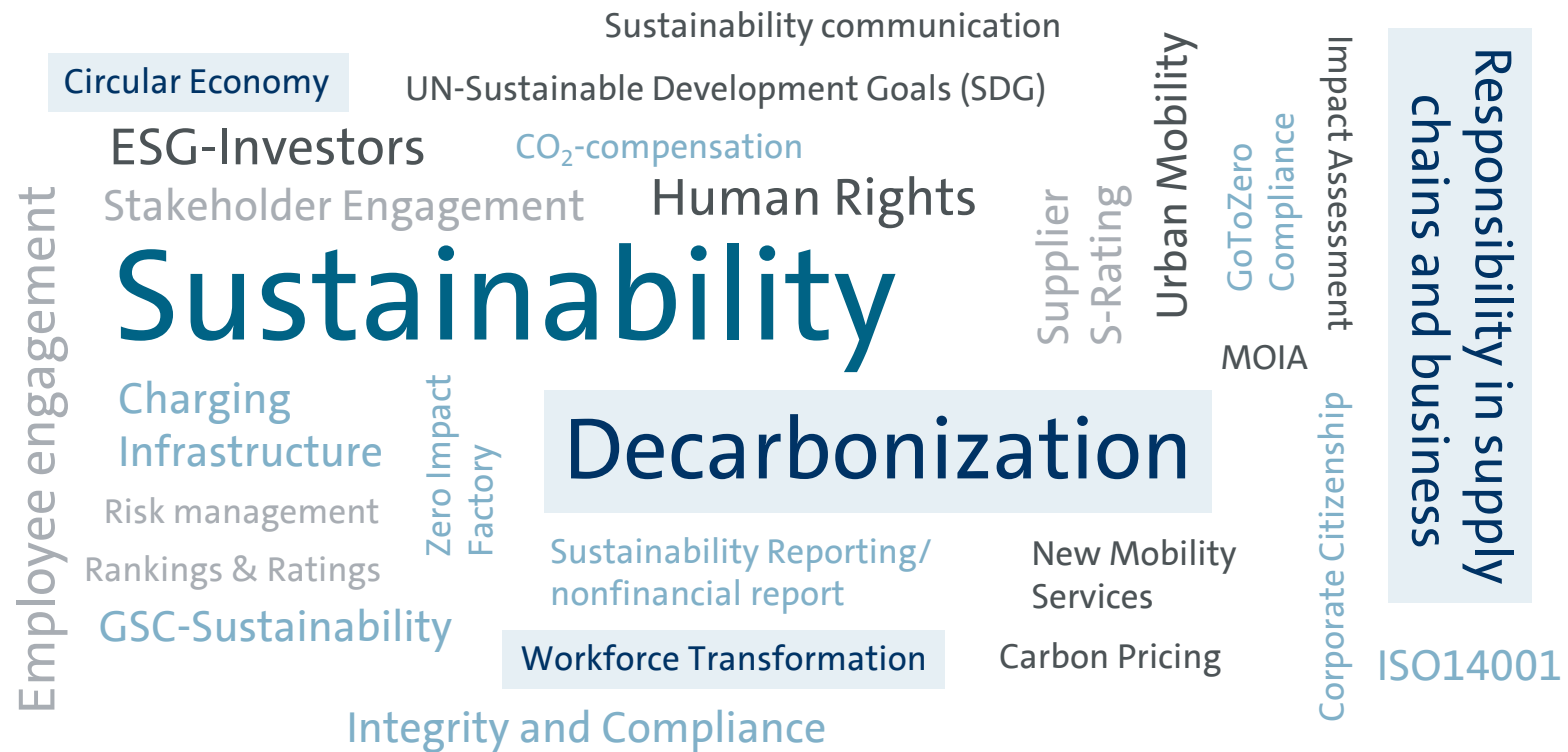 Sustainability communication
Circular Economy
UN-Sustainable Development Goals (SDG)
ESG-Investors
CO₂-compensation
Stakeholder Engagement
Human Rights
Sustainability
Employee engagement
Supplier
S-Rating
Urban Mobility
GoToZero
Compliance
Impact Assessment
Responsibility in supply
chains and business
MOIA
Charging
Infrastructure
Zero Impact
Factory
Decarbonization
Risk management
Rankings & Ratings
GSC-Sustainability
Sustainability Reporting/
nonfinancial report
New Mobility
Services
Corporate Citizenship
Workforce Transformation
Carbon Pricing
ISO14001
Integrity and Compliance